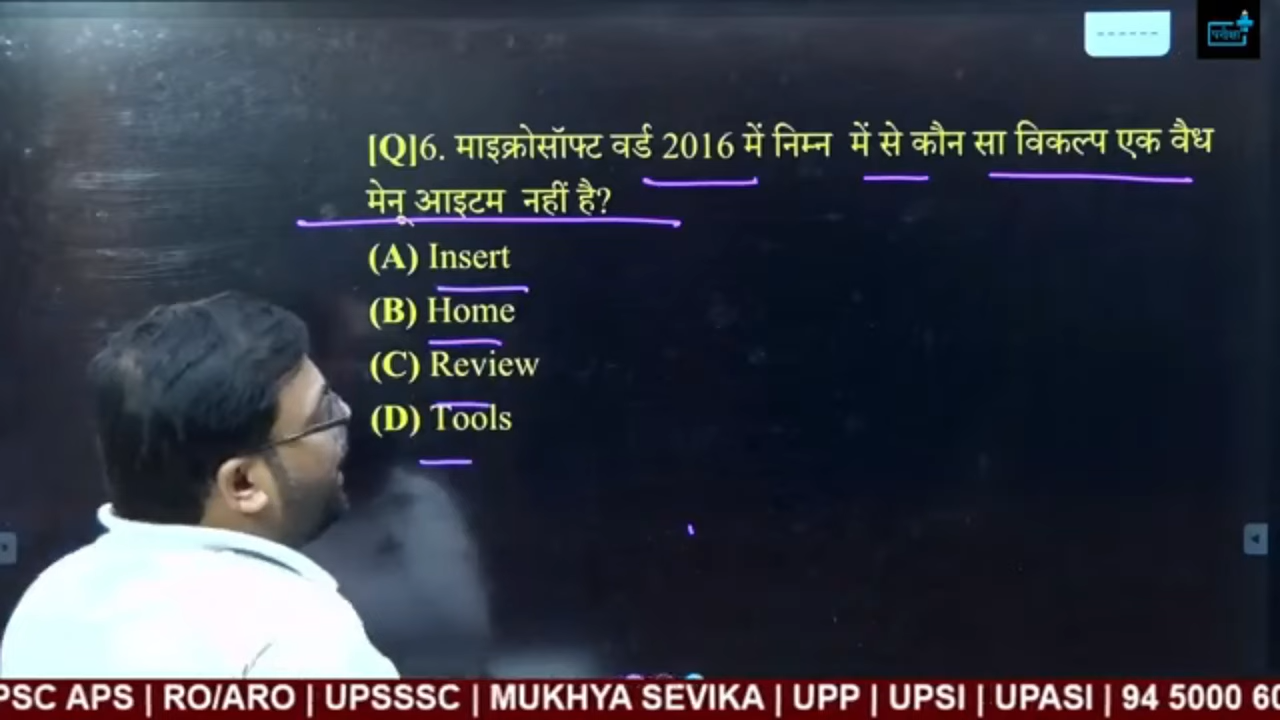 परीक्षा
[Q]6. माइक्रोसॉफ्ट वर्ड 2016 में निम्न में से कौन सा विकल्प एक वैध
मेनू आइटम नहीं है?
(A) Insert
(B) Home
(C) Review
(D) Tools
PSC APS | RO/ARO | UPSSSC | MUKHYA SEVIKA | UPP | UPSI | UPASI | 94 5000 60